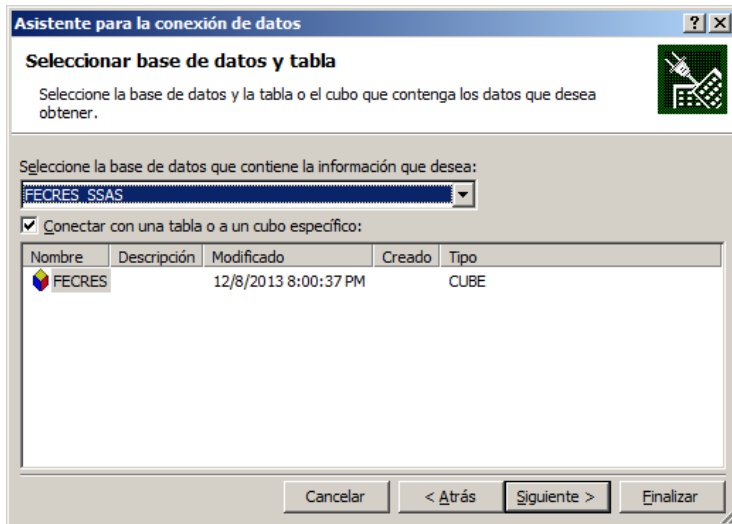 Asistente para la conexión de datos
Seleccionar base de datos y tabla
Seleccione la base de datos y la tabla o el cubo que contenga los datos que desea
obtener.
Seleccione la base de datos que contiene la información que desea:
FECRES_SSAS
Conectar con una tabla o a un cubo específico:
Nombre Descripción Modificado Creado Tipo
FECRES 12/8/2013 8:00:37 PM CUBE
Cancelar < Atrás Siguiente > Finalizar